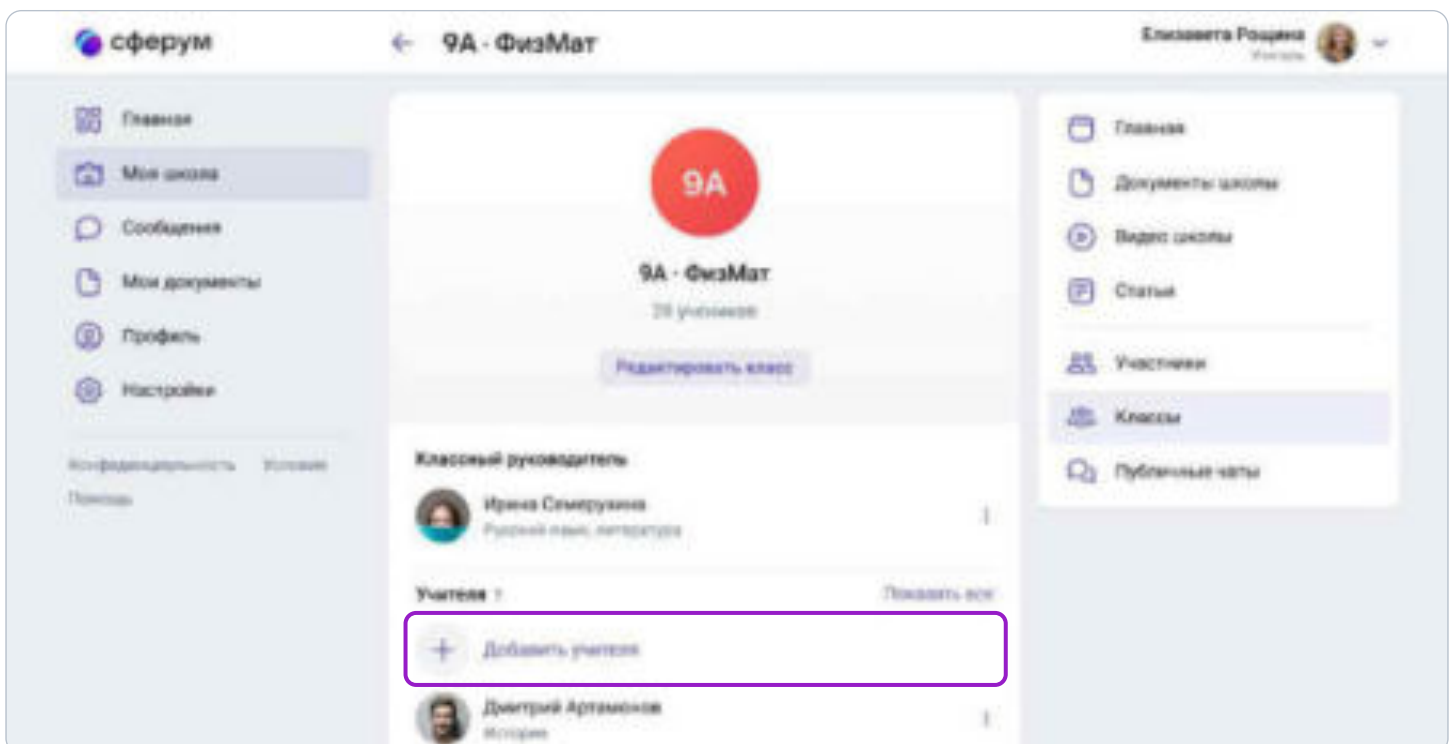 сферум
9А · ФизМат
Елизавета Рощина
Учитель
Главная
Моя школа
Сообщения
Мои документы
Профиль
Настройки
Конфиденциальность Условия
Помощь
9А
9А · ФизМат
учеников
Редактировать класс
Классный руководитель
Ирина
Русский язык, литература
Учителя
Показать все
Добавить учителя
Дмитрий Артамонов
История
Главная
Документы школы
Видео школы
Статьи
Участники
Классы
Публичные чаты